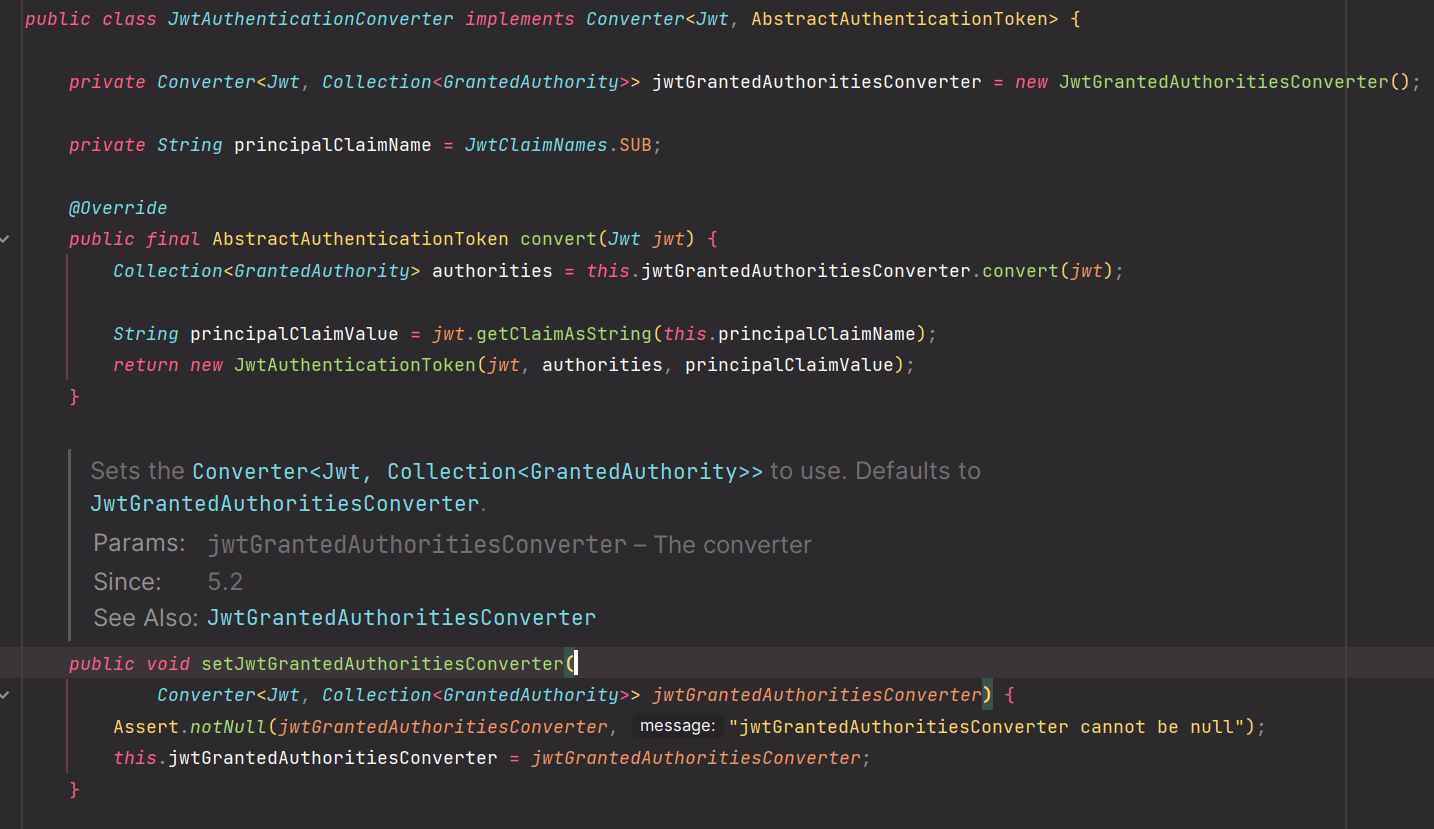 public class JwtAuthenticationConverter implements Converter<Jwt, AbstractAuthenticationToken> {
private Converter<Jwt, Collection<GrantedAuthority>> jwtGrantedAuthoritiesConverter = new JwtGrantedAuthoritiesConverter();
private String principalClaimName = JwtClaimNames.SUB;
@Override
public final AbstractAuthenticationToken convert(Jwt jwt) {
Collection<GrantedAuthority> authorities = this.jwtGrantedAuthoritiesConverter.convert(jwt);
String principalClaimValue = jwt.getClaimAsString(this.principalClaimName);
return new JwtAuthenticationToken(jwt, authorities, principalClaimValue);
}
Sets the Converter<Jwt, Collection<GrantedAuthority>> to use. Defaults to
JwtGrantedAuthoritiesConverter.
Params: jwtGrantedAuthoritiesConverter – The converter
Since: 5.2
See Also: JwtGrantedAuthoritiesConverter
public void setJwtGrantedAuthoritiesConverter(
Converter<Jwt, Collection<GrantedAuthority>> jwtGrantedAuthoritiesConverter) {
Assert.notNull(jwtGrantedAuthoritiesConverter, message: "jwtGrantedAuthoritiesConverter cannot be null");
this.jwtGrantedAuthoritiesConverter = jwtGrantedAuthoritiesConverter;
}